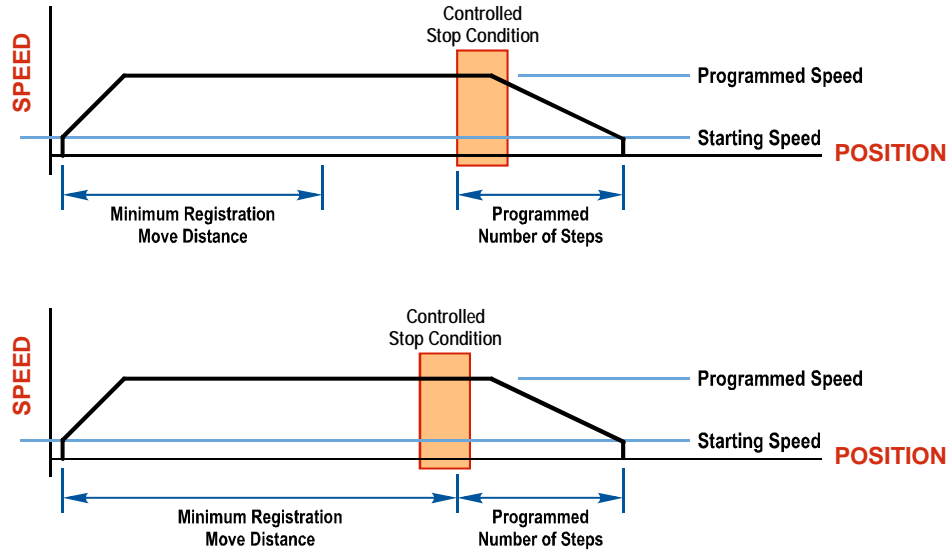 Controlled
Stop Condition
SPEED
Programmed Speed
Starting Speed
POSITION
Minimum Registration
Move Distance
Programmed
Number of Steps
Controlled
Stop Condition
SPEED
Programmed Speed
Starting Speed
POSITION
Minimum Registration
Move Distance
Programmed
Number of Steps